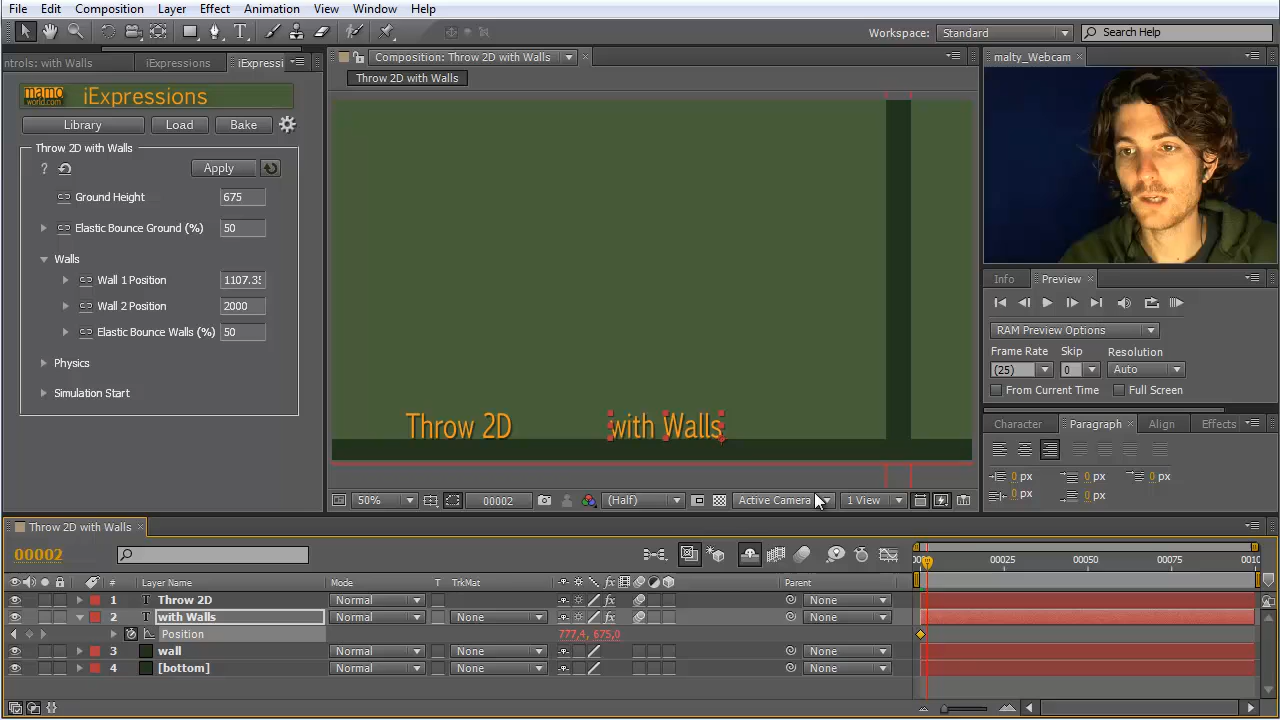 File Edit Composition Layer Effect Animation View Window Help
Workspace: Standard Search Help
ntrols: with Walls iExpressions iExpressi
Composition: Throw 2D with Walls
malty_Webcam
Throw 2D with Walls
mamo world.com iExpressions
Library Load Bake
Throw 2D with Walls
? Apply
Ground Height 675
Elastic Bounce Ground (%) 50
Walls
Wall 1 Position 1107.3
Wall 2 Position 2000
Elastic Bounce Walls (%) 50
Physics
Simulation Start
Throw 2D with Walls
50% 00002 (Half) Active Camera 1 View
Info Preview
RAM Preview Options
Frame Rate Skip Resolution
(25) 0 Auto
From Current Time Full Screen
Character Paragraph Align Effects
0 px 0 px 0 px
0 px 0 px
Throw 2D with Walls
00002
00025 00050 00075 0010
# Layer Name Mode T TrkMat Parent
1 T Throw 2D Normal None
2 T with Walls Normal None None
Position 777,4, 675,0
3 wall Normal None None
4 [bottom] Normal None None